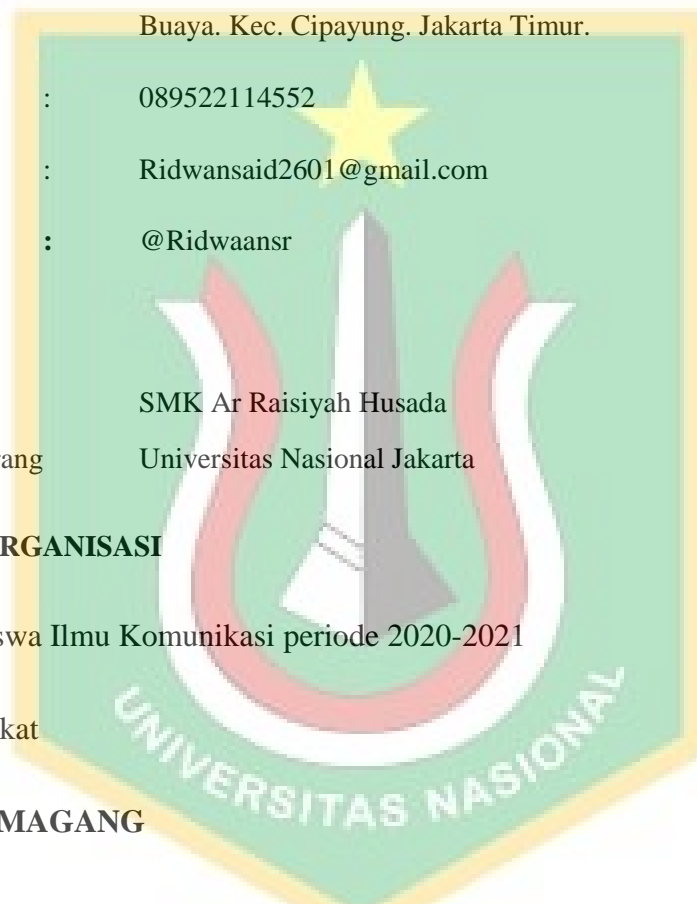 Buaya. Kec. Cipayung. Jakarta Timur.
: 089522114552
: Ridwansaid2601@gmail.com
: @Ridwaansr
SMK Ar Raisiyah Husada
rang Universitas Nasional Jakarta
RGANISASI
swa Ilmu Komunikasi periode 2020-2021
kat
MAGANG
UNIVERSITAS NASIONAL